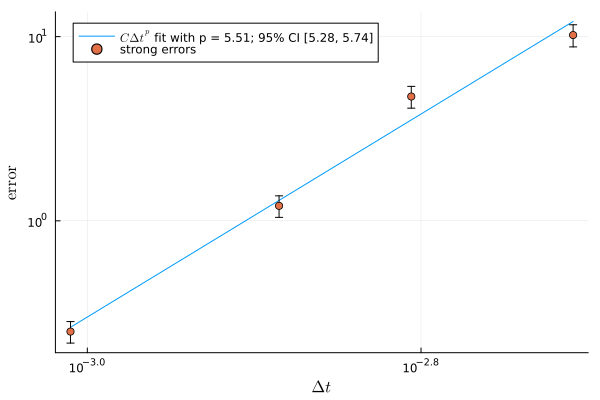 CΔt^p fit with p = 5.51; 95% CI [5.28, 5.74]
strong errors
10^1
10^0
error
10^-3.0
10^-2.8
Δt